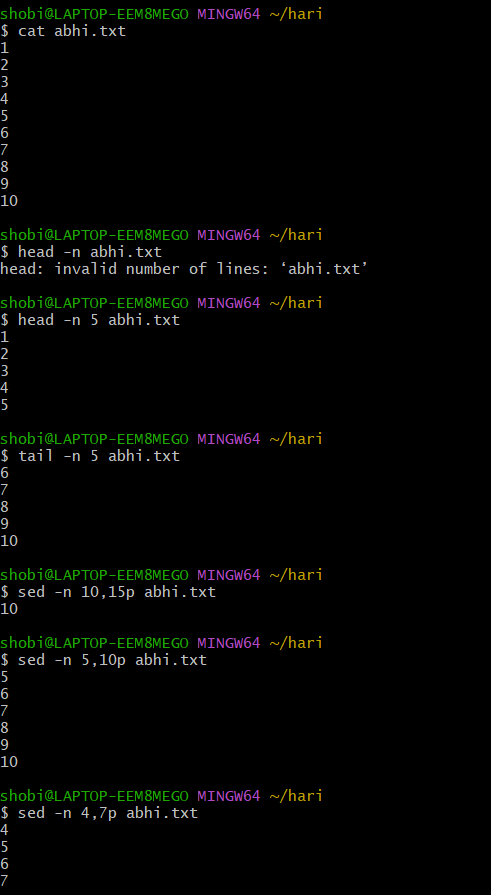 shobi@LAPTOP-EEM8MEGO MINGW64 ~/hari
$ cat abhi.txt
1
2
3
4
5
6
7
8
9
10
shobi@LAPTOP-EEM8MEGO MINGW64 ~/hari
$ head -n abhi.txt
head: invalid number of lines: ‘abhi.txt’
shobi@LAPTOP-EEM8MEGO MINGW64 ~/hari
$ head -n 5 abhi.txt
1
2
3
4
5
shobi@LAPTOP-EEM8MEGO MINGW64 ~/hari
$ tail -n 5 abhi.txt
6
7
8
9
10
shobi@LAPTOP-EEM8MEGO MINGW64 ~/hari
$ sed -n 10,15p abhi.txt
10
shobi@LAPTOP-EEM8MEGO MINGW64 ~/hari
$ sed -n 5,10p abhi.txt
5
6
7
8
9
10
shobi@LAPTOP-EEM8MEGO MINGW64 ~/hari
$ sed -n 4,7p abhi.txt
4
5
6
7